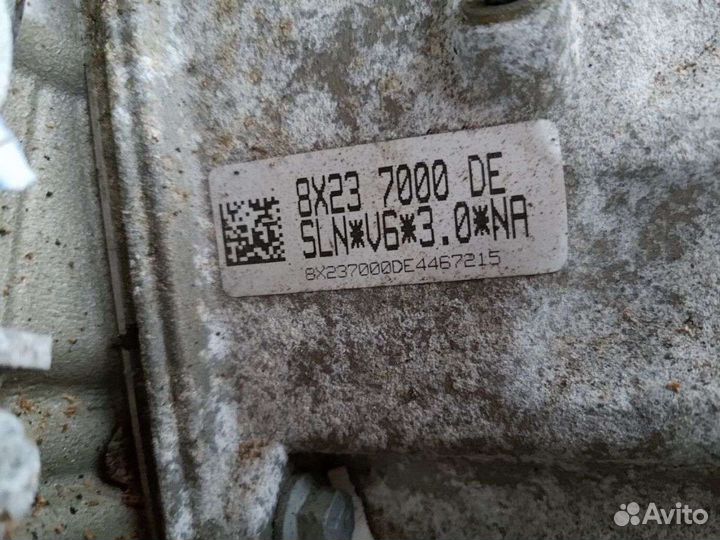 8X23 7000 DE
SLN*V6*3.0*NA
8X237000DE4467215
Avito